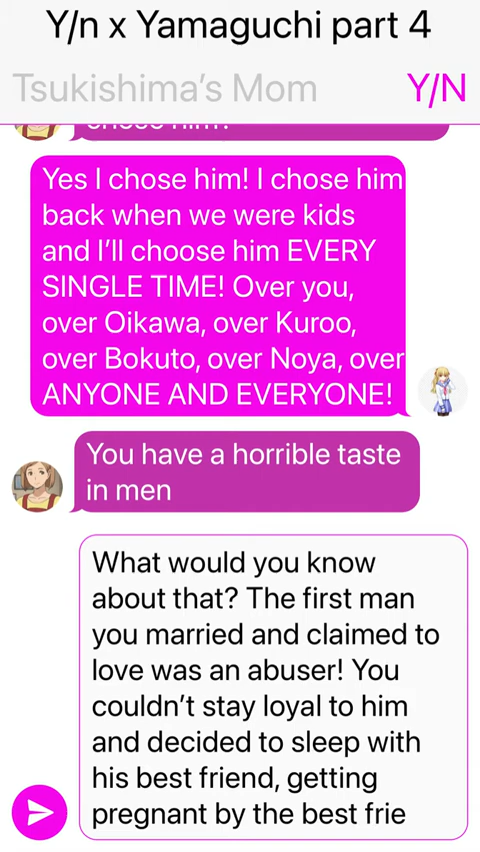 Y/n x Yamaguchi part 4
Tsukishima's Mom
Y/N
Yes I chose him! I chose him
back when we were kids
and I'll choose him EVERY
SINGLE TIME! Over you,
over Oikawa, over Kuroo,
over Bokuto, over Noya, over
ANYONE AND EVERYONE!
You have a horrible taste
in men
What would you know
about that? The first man
you married and claimed to
love was an abuser! You
couldn't stay loyal to him
and decided to sleep with
his best friend, getting
pregnant by the best frie